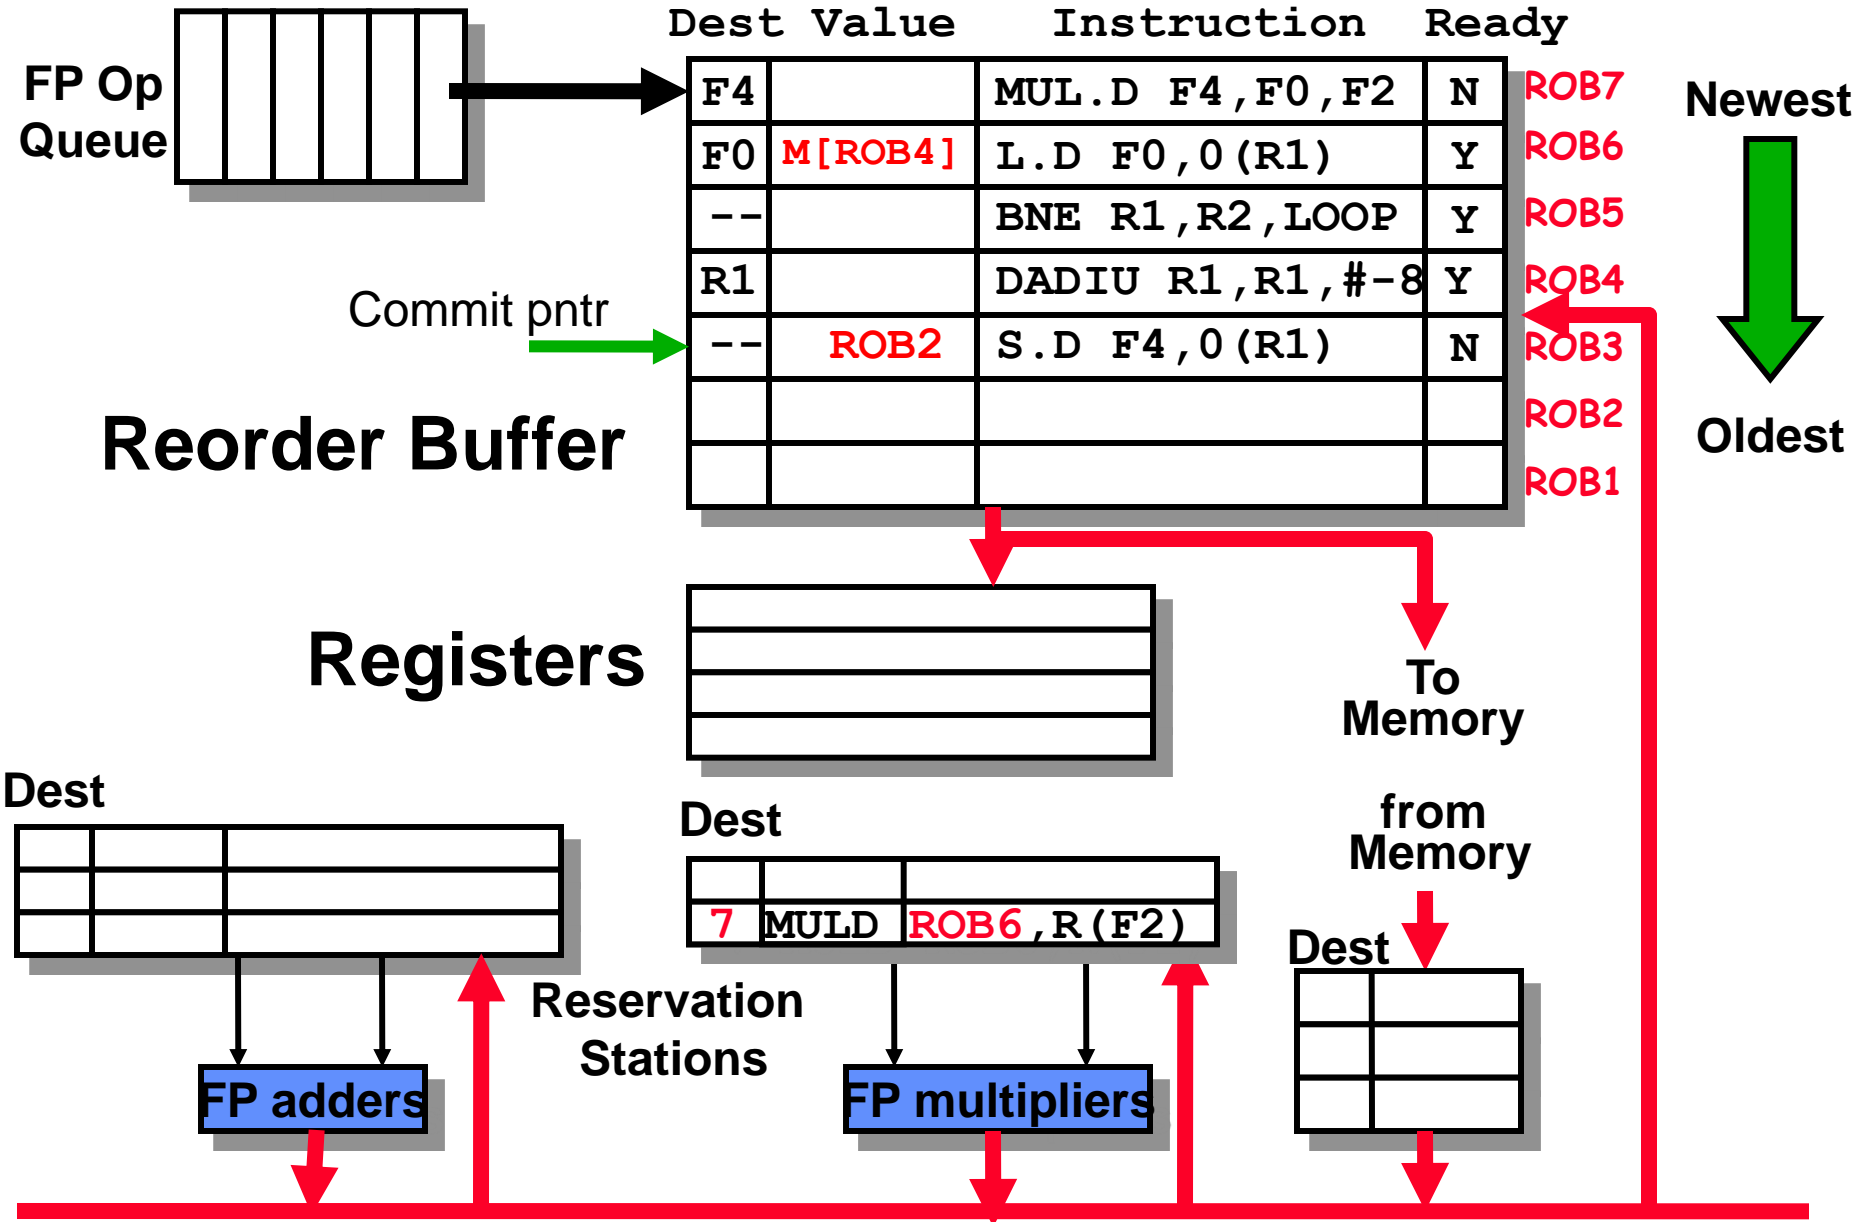 Dest Value Instruction Ready
FP Op
Queue
F4 MUL.D F4,F0,F2 N ROB7
F0 M[ROB4] L.D F0,0(R1) Y ROB6
-- BNE R1,R2,LOOP Y ROB5
R1 DADIU R1,R1,#-8 Y ROB4
-- ROB2 S.D F4,0(R1) N ROB3
ROB2
ROB1
Newest
Oldest
Commit pntr
Reorder Buffer
Registers
To
Memory
Dest
Dest
from
Memory
7 MULD ROB6,R(F2)
Dest
Reservation
Stations
FP adders
FP multipliers